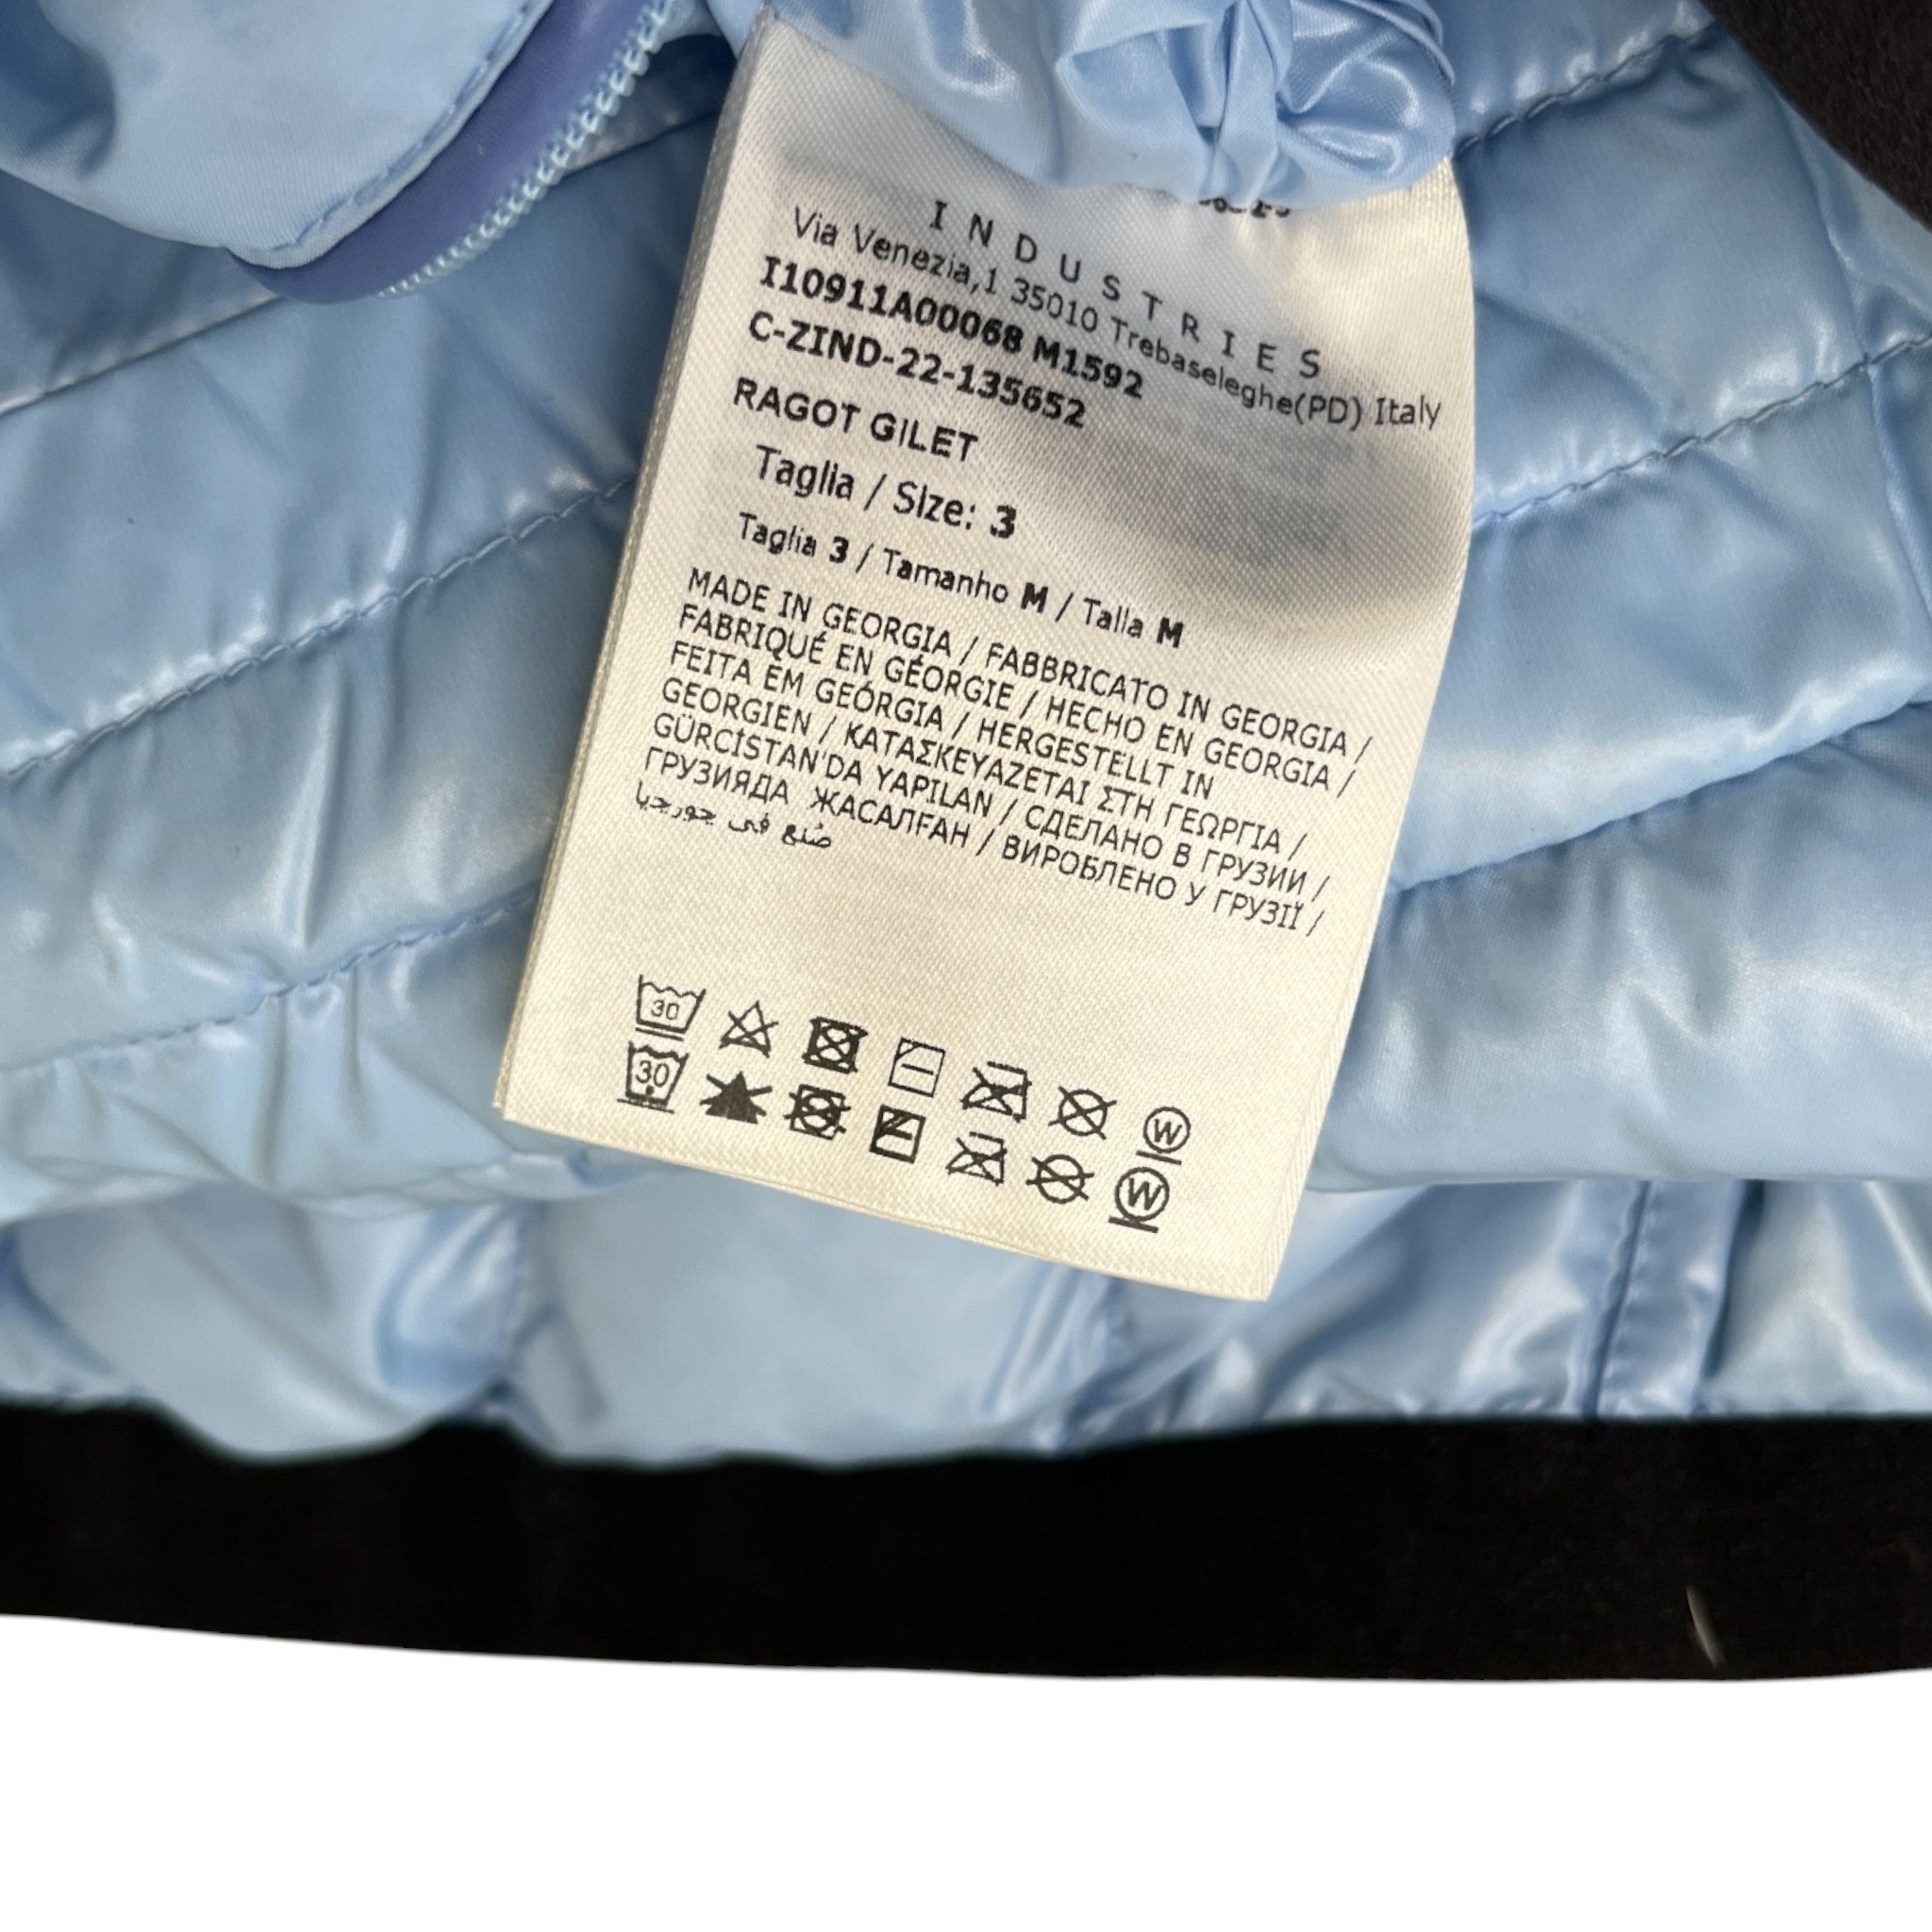 INDUSTRIES
Via Venezia,1 35010 Trebaseleghe(PD) Italy
I10911A00068 M1592
C-ZIND-22-135652
RAGOT GILET
Taglia / Size: 3
Taglia 3 / Tamanho M / Talla M
MADE IN GEORGIA / FABBRICATO IN GEORGIA /
FABRIQUÉ EN GÉORGIE / HECHO EN GEORGIA /
FEITA EM GEÓRGIA / HERGESTELLT IN
GEORGIEN / ΚΑΤΑΣΚΕΥΑΖΕΤΑΙ ΣΤΗ ΓΕΩΡΓΙΑ /
GÜRCİSTAN'DA YAPILAN / СДЕЛАНО В ГРУЗИИ /
ГРУЗИЯДА ЖАСАЛҒАН / ВИРОБЛЕНО У ГРУЗІЇ /
صُنع في جورجيا
30 W
30 W